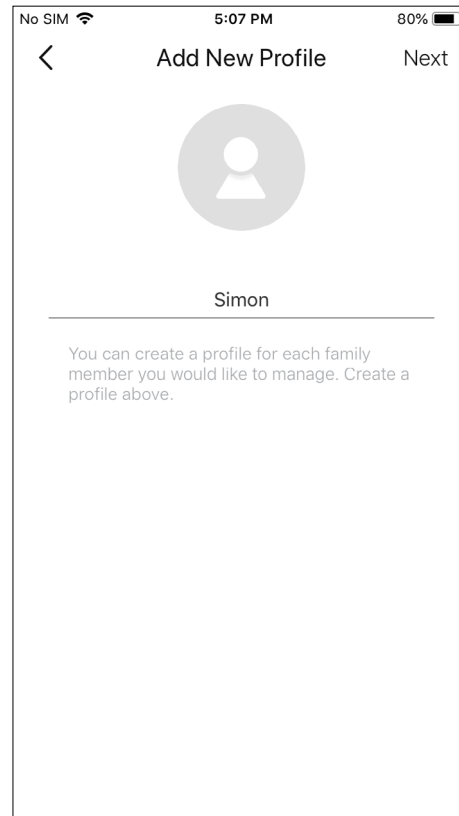 No SIM 5:07 PM 80%
Add New Profile Next
Simon
You can create a profile for each family
member you would like to manage. Create a
profile above.